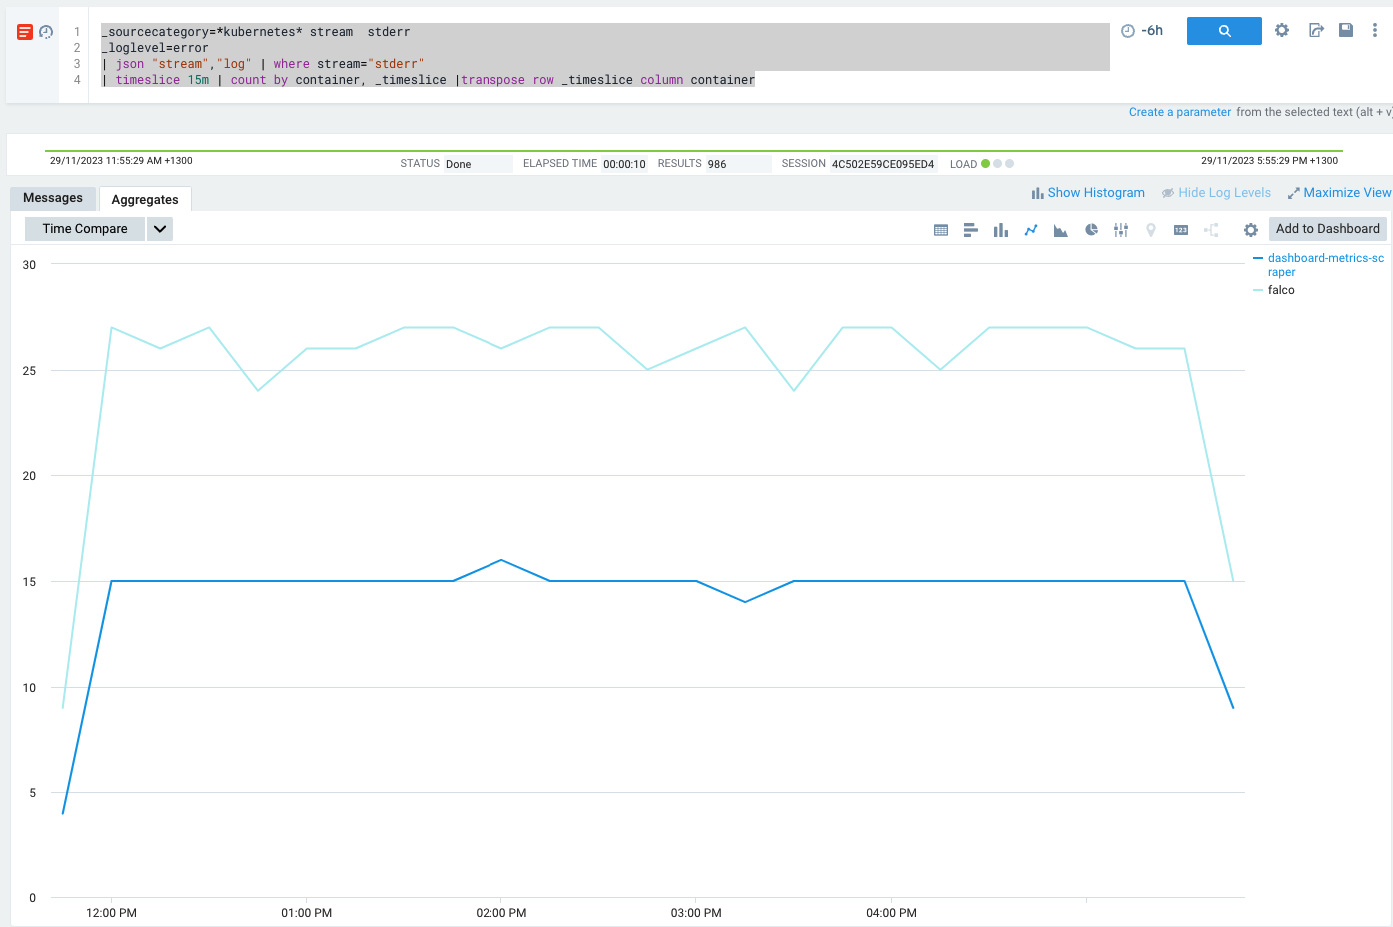 1 _sourcecategory=*kubernetes* stream  stderr
2 _loglevel=error
3 | json "stream","log" | where stream="stderr"
4 | timeslice 15m | count by container, _timeslice |transpose row _timeslice column container
-6h
Create a parameter from the selected text (alt + v)
29/11/2023 11:55:29 AM +1300
STATUS Done ELAPSED TIME 00:00:10 RESULTS 986 SESSION 4C502E59CE095ED4 LOAD
29/11/2023 5:55:29 PM +1300
Messages Aggregates
Show Histogram Hide Log Levels Maximize View
Time Compare
123
Add to Dashboard
dashboard-metrics-sc
raper
falco
30
25
20
15
10
5
0
12:00 PM 01:00 PM 02:00 PM 03:00 PM 04:00 PM